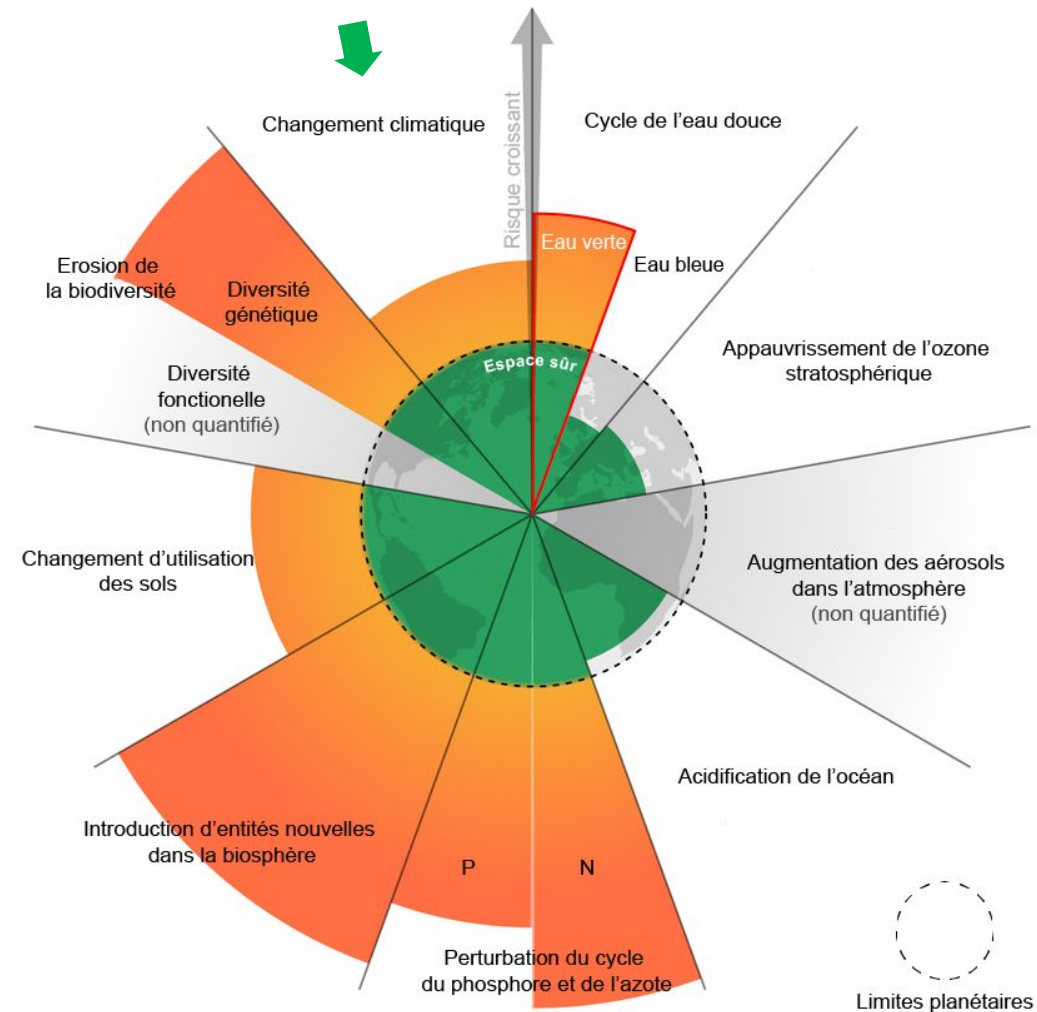 Changement climatique
Cycle de l'eau douce
Risque croissant
Eau verte
Eau bleue
Erosion de
la biodiversité
Diversité
génétique
Appauvrissement de l'ozone
stratosphérique
Espace sûr
Diversité
fonctionelle
(non quantifié)
Changement d'utilisation
des sols
Augmentation des aérosols
dans l'atmosphère
(non quantifié)
Acidification de l'océan
Introduction d'entités nouvelles
dans la biosphère
P
N
Perturbation du cycle
du phosphore et de l'azote
Limites planétaires